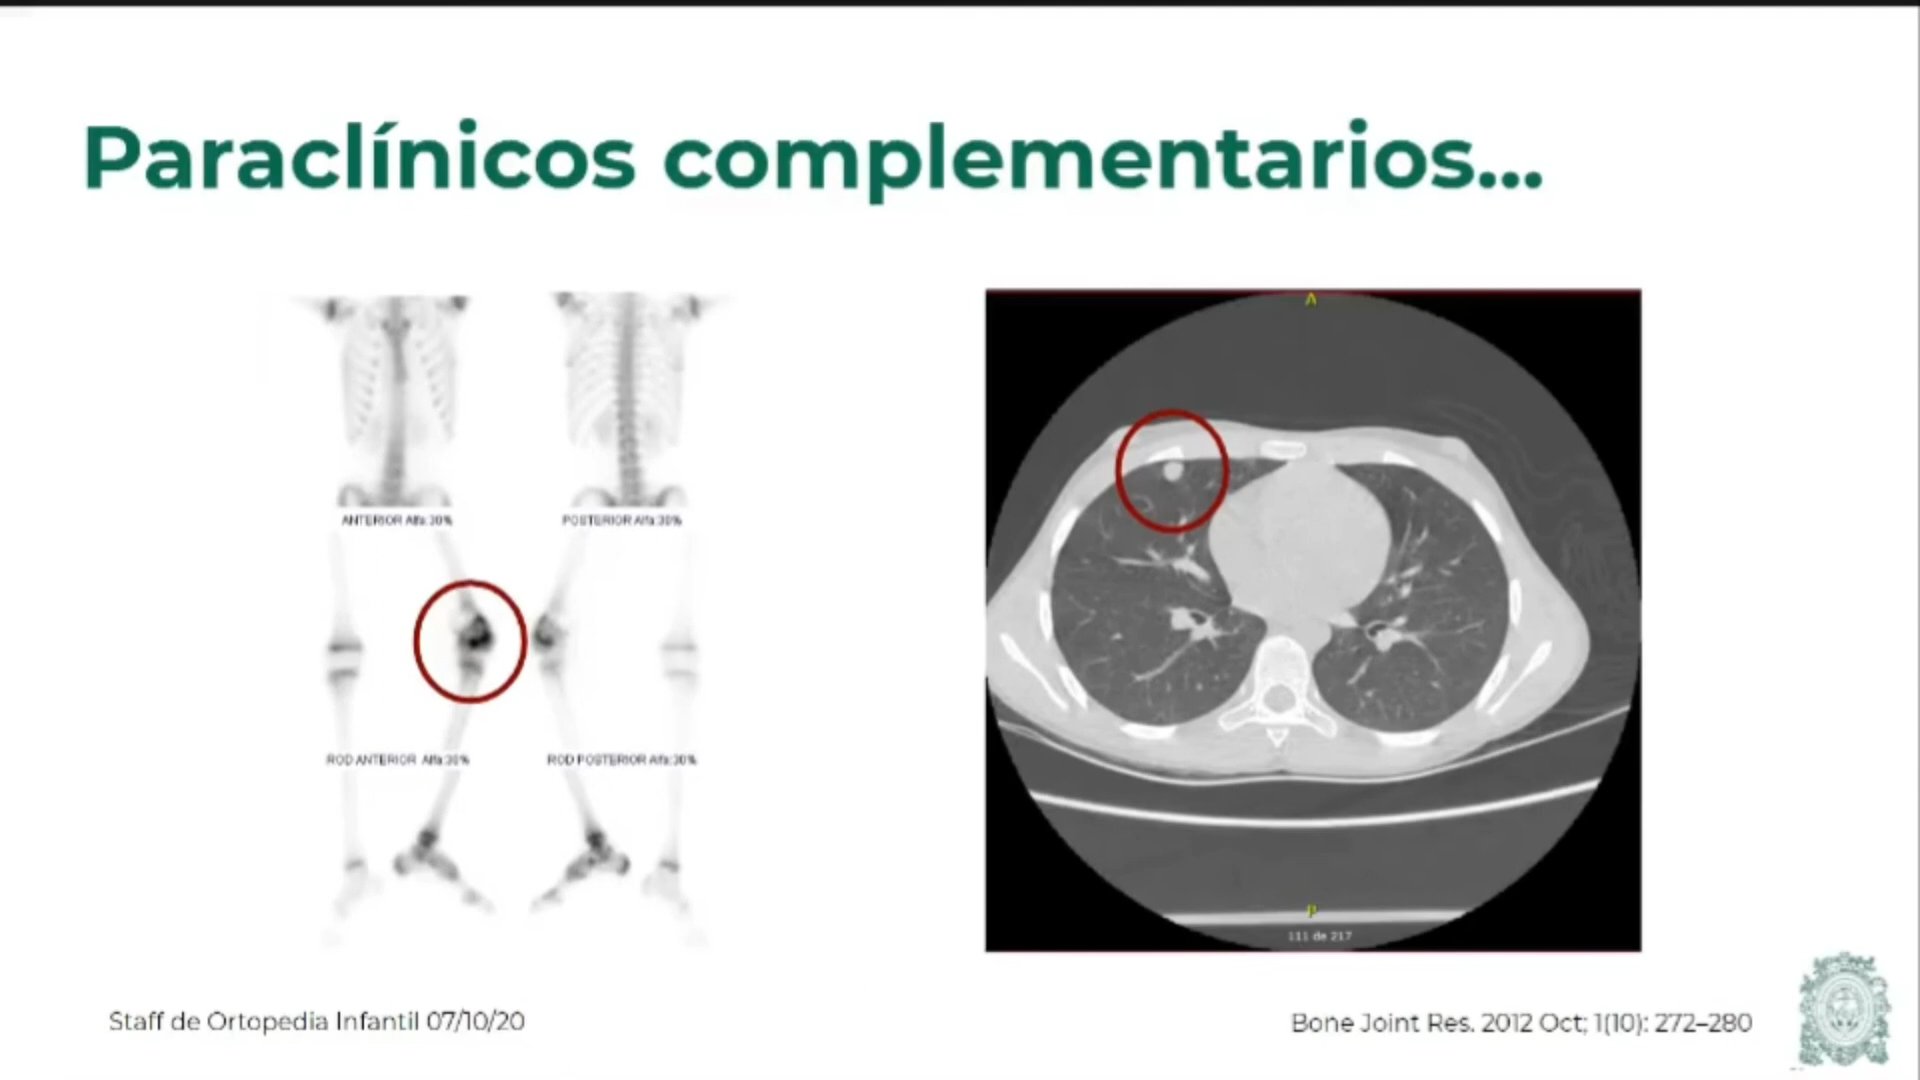 Paraclínicos complementarios...
ANTERIOR Alfa:30%
POSTERIOR Alfa:30%
ROD ANTERIOR Alfa:30%
ROD POSTERIOR Alfa:30%
A
P
111 de 217
Staff de Ortopedia Infantil 07/10/20
Bone Joint Res. 2012 Oct; 1(10): 272–280